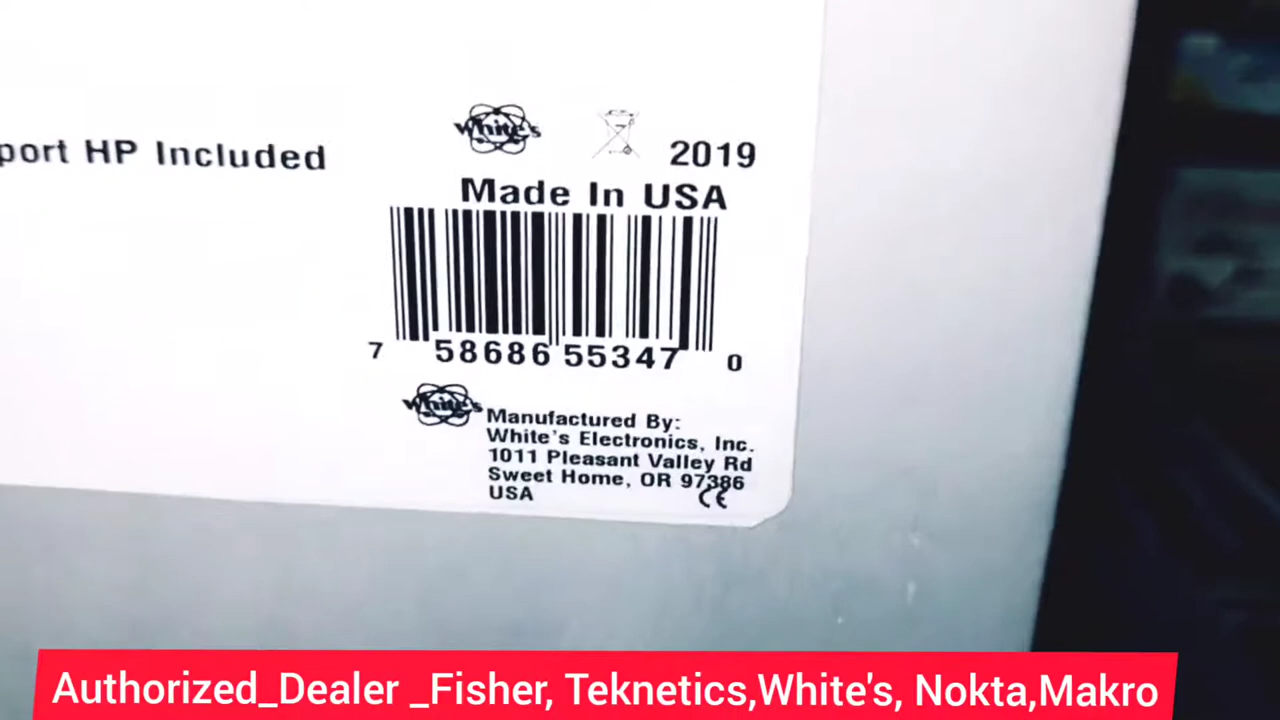 White's
2019
port HP Included
Made In USA
7 58686 55347 0
White's
Manufactured By:
White's Electronics, Inc.
1011 Pleasant Valley Rd
Sweet Home, OR 97386
USA
CE
Authorized_Dealer _Fisher, Teknetics,White's, Nokta,Makro